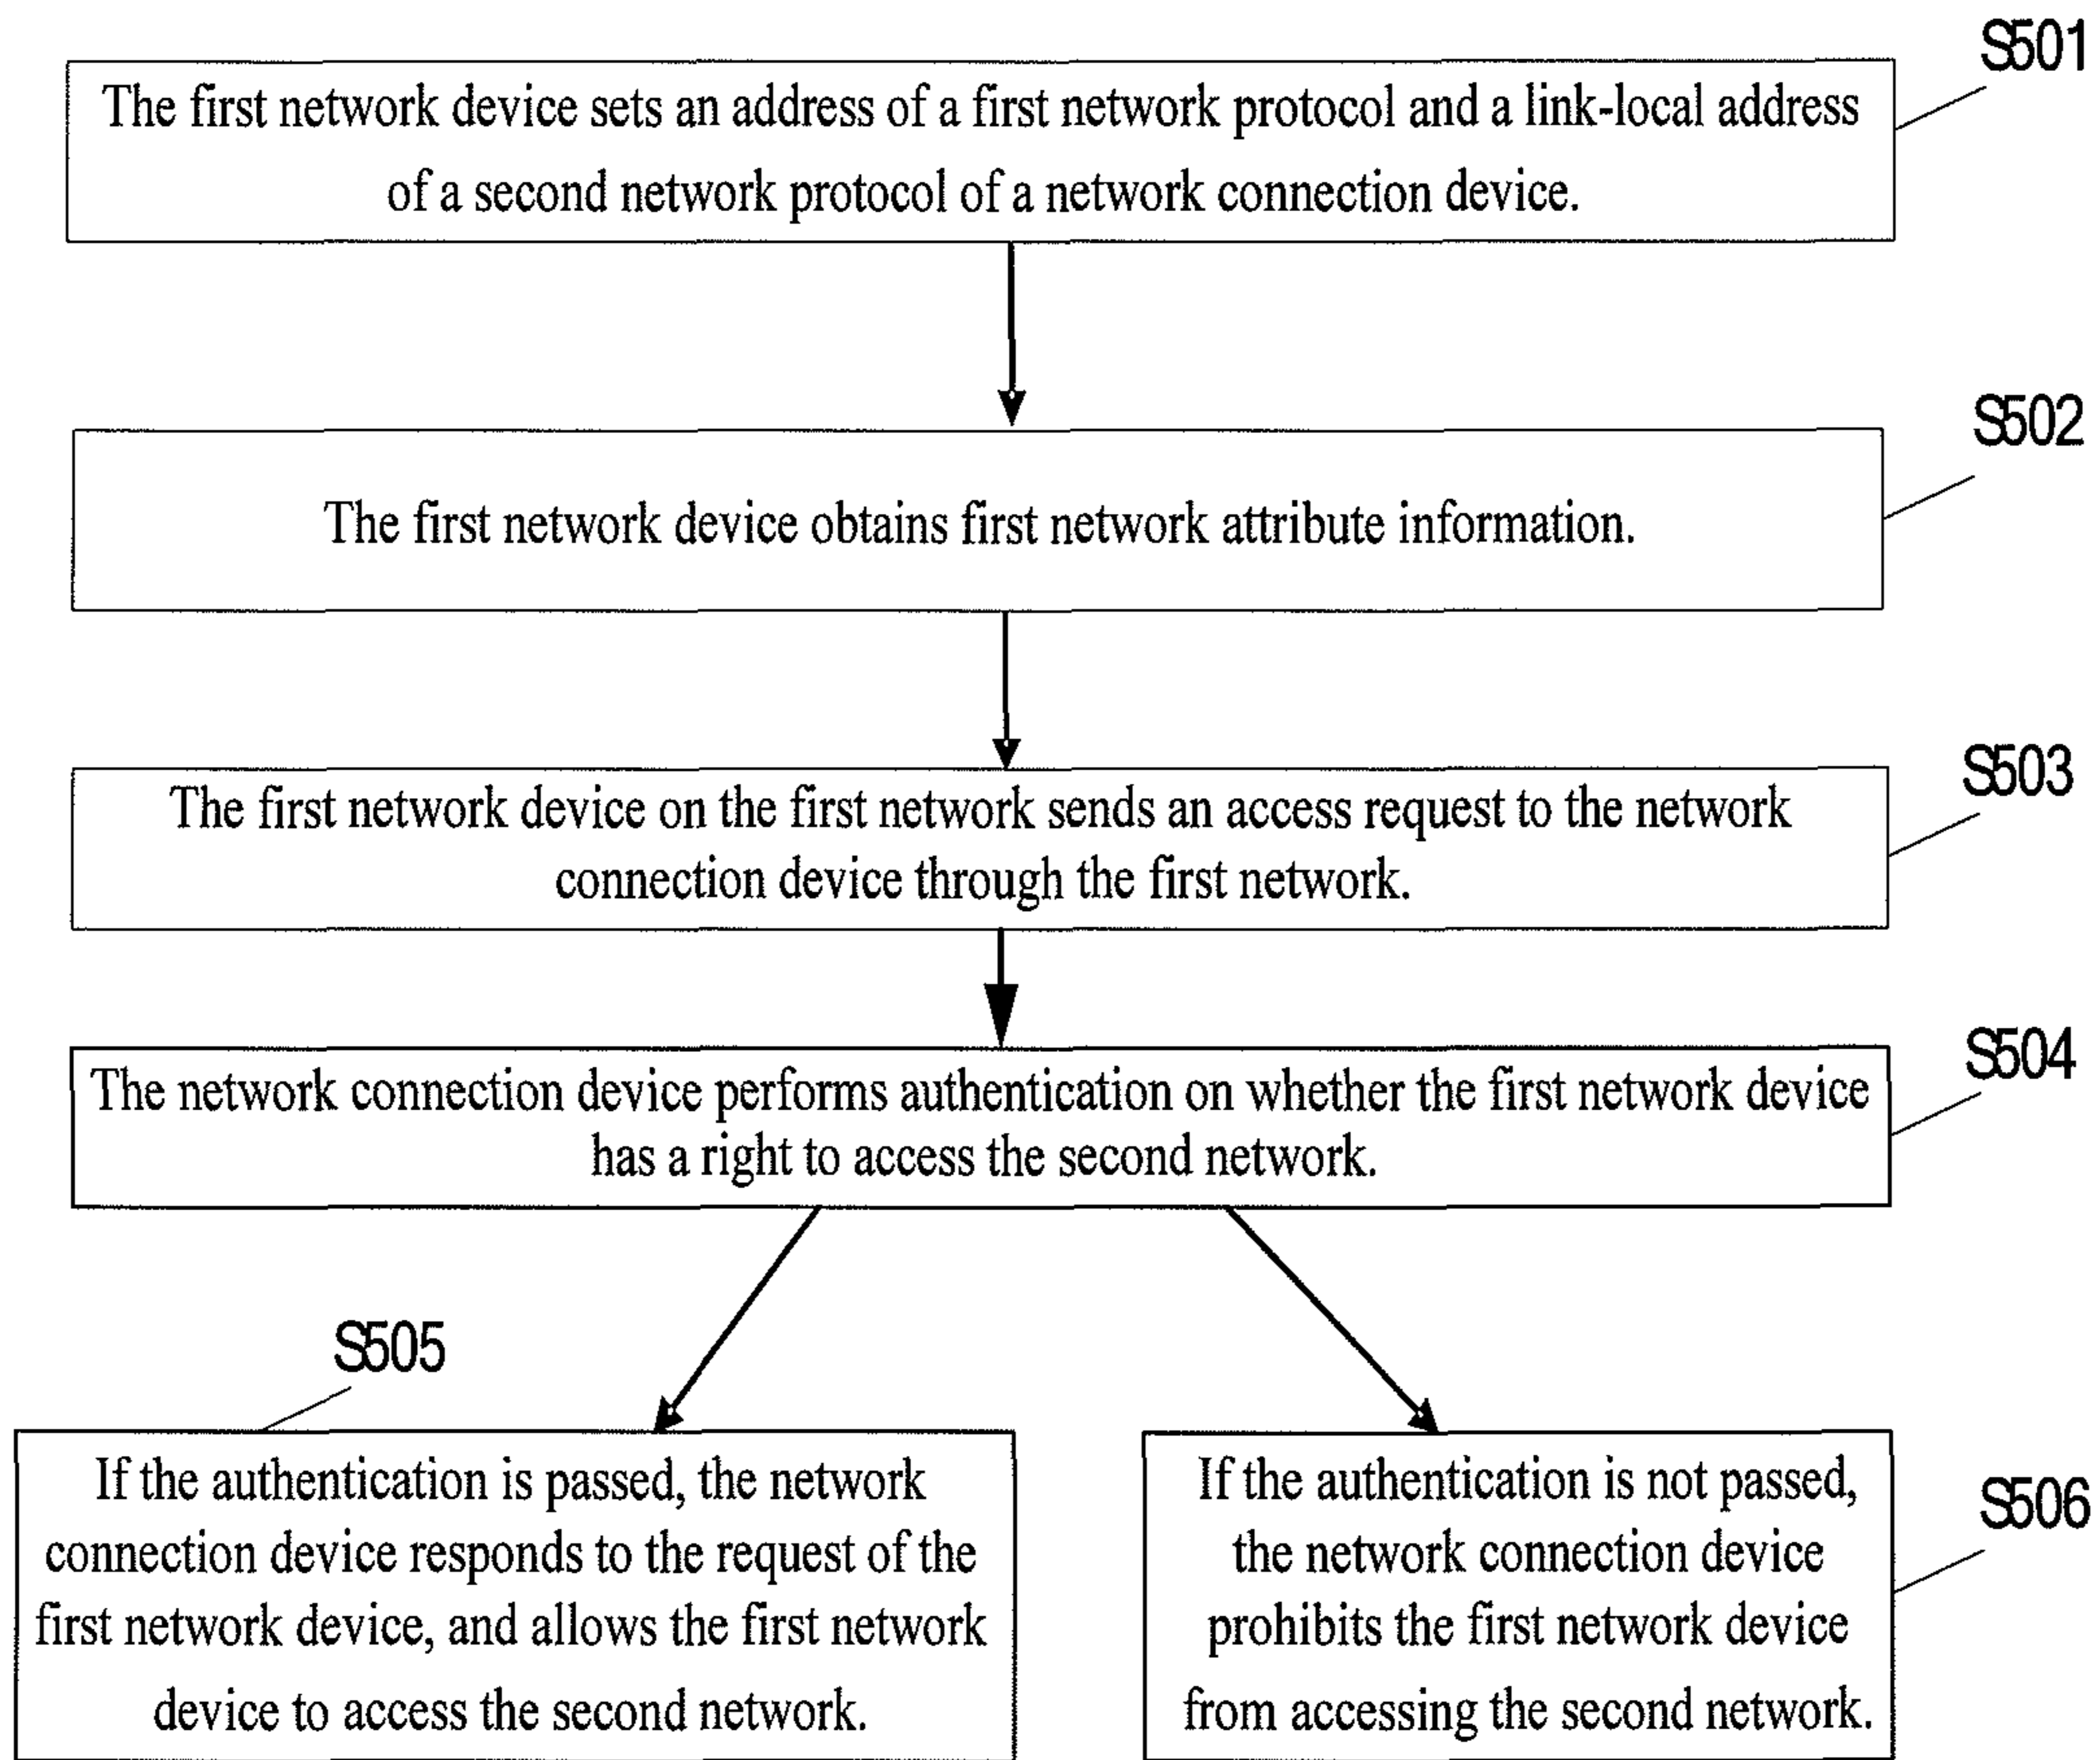 S501
The first network device sets an address of a first network protocol and a link-local address
of a second network protocol of a network connection device.
S502
The first network device obtains first network attribute information.
S503
The first network device on the first network sends an access request to the network
connection device through the first network.
S504
The network connection device performs authentication on whether the first network device
has a right to access the second network.
S505
If the authentication is passed, the network
connection device responds to the request of the
first network device, and allows the first network
device to access the second network.
S506
If the authentication is not passed,
the network connection device
prohibits the first network device
from accessing the second network.